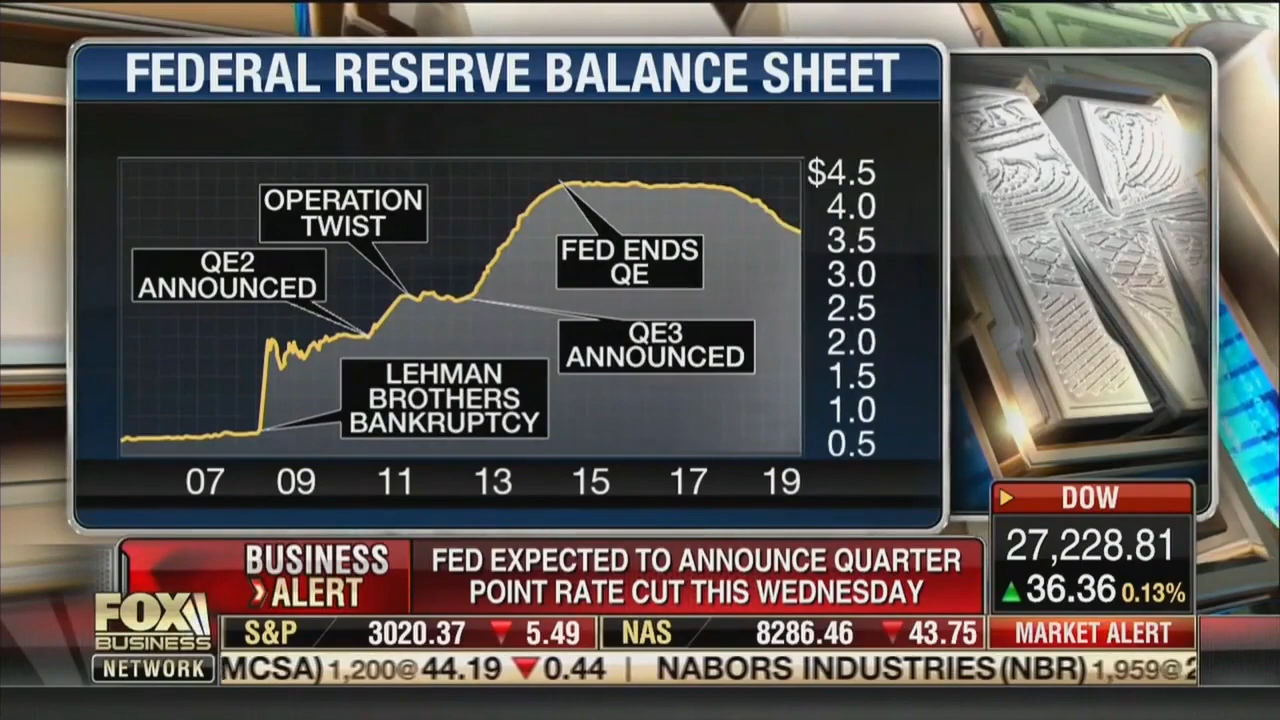 FEDERAL RESERVE BALANCE SHEET
OPERATION
TWIST
QE2
ANNOUNCED
FED ENDS
QE
QE3
ANNOUNCED
LEHMAN
BROTHERS
BANKRUPTCY
$4.5
4.0
3.5
3.0
2.5
2.0
1.5
1.0
0.5
07 09 11 13 15 17 19
DOW
27,228.81
36.36 0.13%
MARKET ALERT
BUSINESS
ALERT
FED EXPECTED TO ANNOUNCE QUARTER
POINT RATE CUT THIS WEDNESDAY
FOX
BUSINESS
NETWORK
S&P 3020.37 5.49 NAS 8286.46 43.75
MCSA) 1,200@ 44.19 0.44 | NABORS INDUSTRIES (NBR) 1,959@